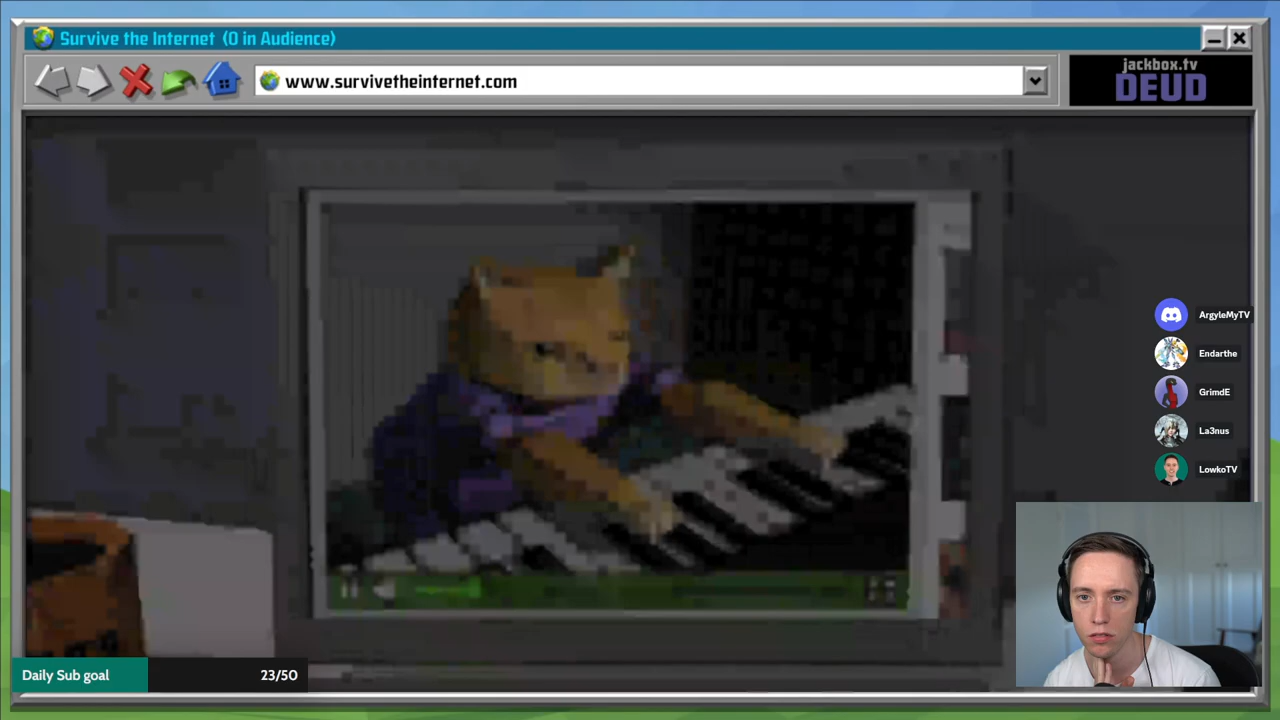 Survive the Internet (0 in Audience)
www.survivetheinternet.com
jackbox.tv
DEUD
ArgyleMyTV
Endarthe
GrimdE
La3nus
LowkoTV
Daily Sub goal 23/50